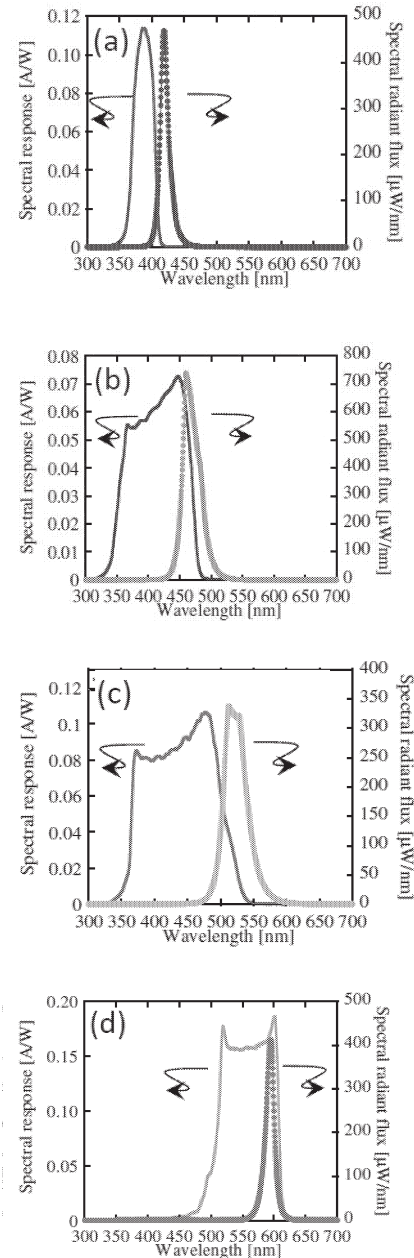 (a)
Spectral response [A/W]
0.12
0.10
0.08
0.06
0.04
0.02
0
500
400
300
200
100
0
Spectral radiant flux [μW/nm]
300 350 400 450 500 550 600 650 700
Wavelength [nm]
(b)
Spectral response [A/W]
0.08
0.07
0.06
0.05
0.04
0.03
0.02
0.01
0
800
700
600
500
400
300
200
100
0
Spectral radiant flux [μW/nm]
300 350 400 450 500 550 600 650 700
Wavelength [nm]
(c)
Spectral response [A/W]
0.12
0.1
0.08
0.06
0.04
0.02
0
400
350
300
250
200
150
100
50
0
Spectral radiant flux [μW/nm]
300 350 400 450 500 550 600 650 700
Wavelength [nm]
(d)
Spectral response [A/W]
0.20
0.15
0.10
0.05
0
500
400
300
200
100
0
Spectral radiant flux [μW/nm]
300 350 400 450 500 550 600 650 700
Wavelength [nm]